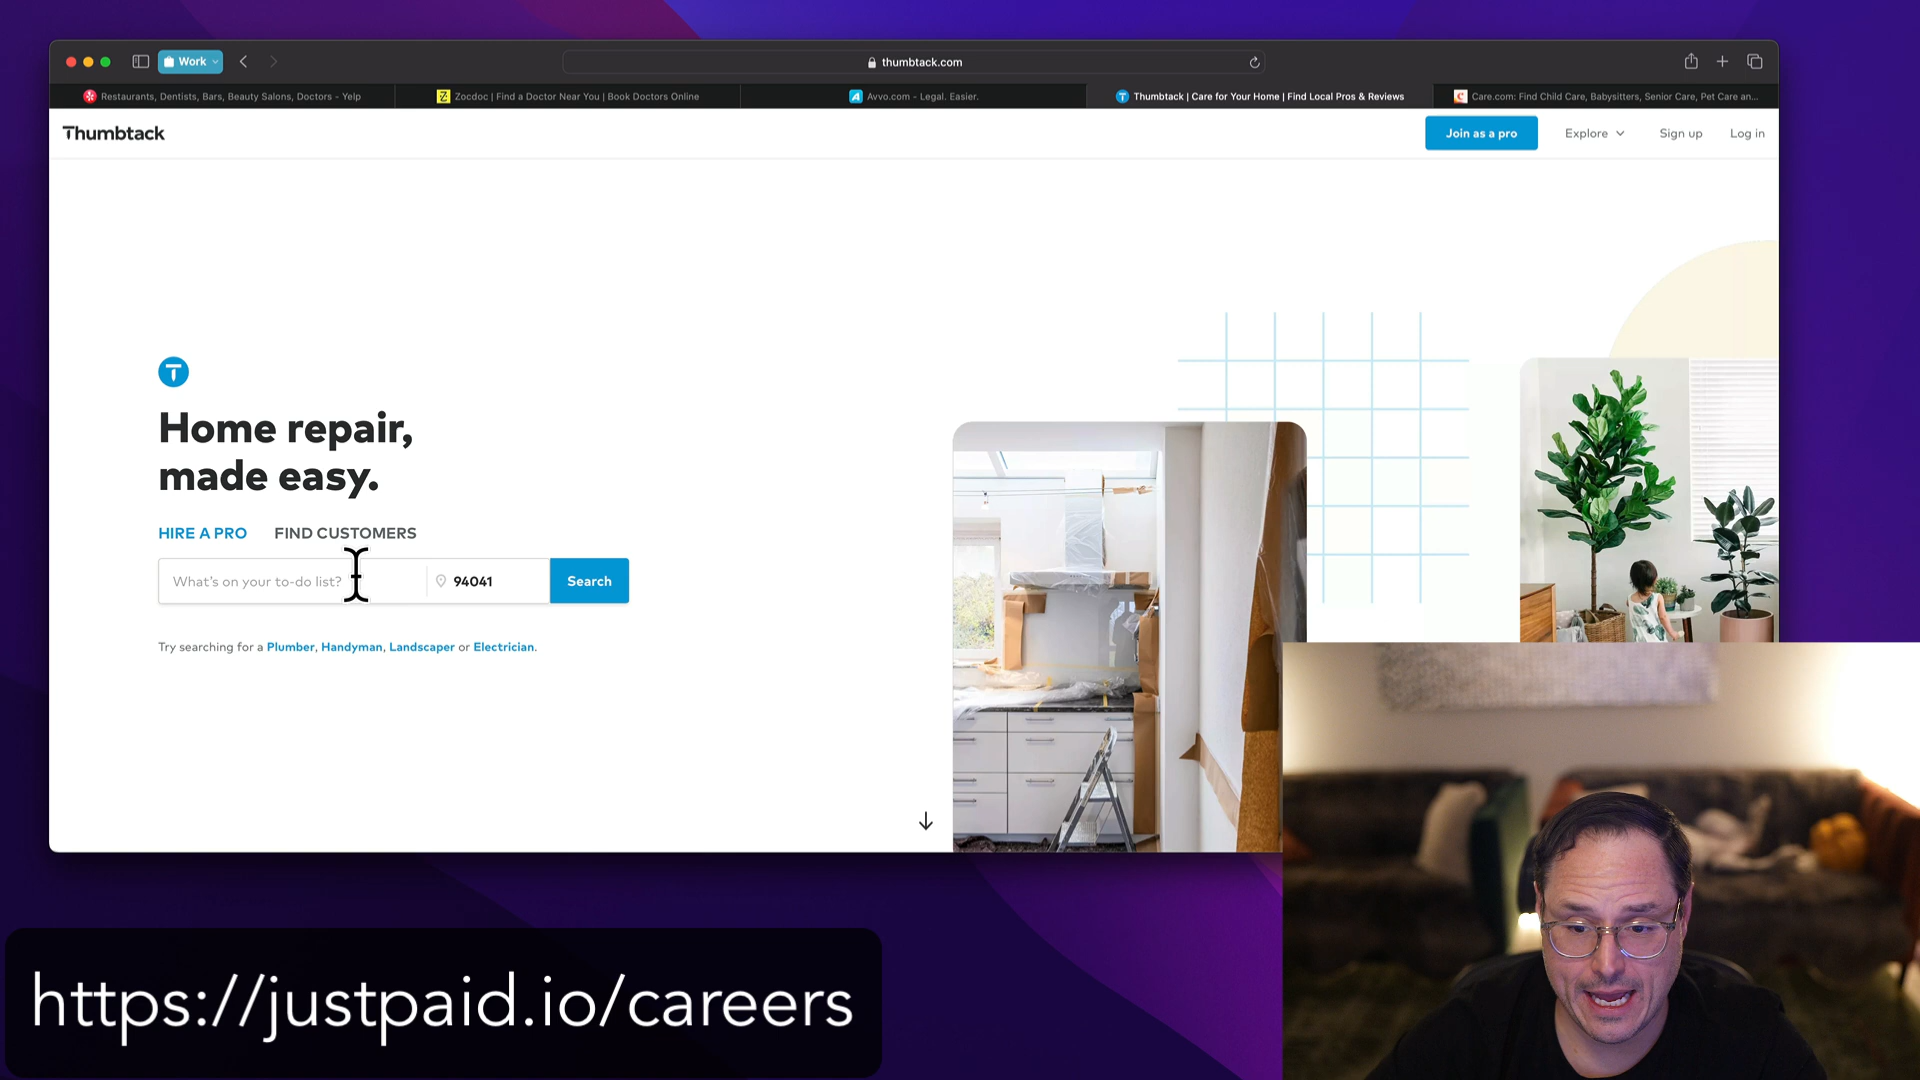 Work
thumbtack.com
Restaurants, Dentists, Bars, Beauty Salons, Doctors - Yelp
Zocdoc | Find a Doctor Near You | Book Doctors Online
Avvo.com - Legal. Easier.
Thumbtack | Care for Your Home | Find Local Pros & Reviews
Care.com: Find Child Care, Babysitters, Senior Care, Pet Care an...
Thumbtack
Join as a pro
Explore
Sign up
Log in
Home repair,
made easy.
HIRE A PRO
FIND CUSTOMERS
What's on your to-do list?
94041
Search
Try searching for a Plumber, Handyman, Landscaper or Electrician.
https://justpaid.io/careers